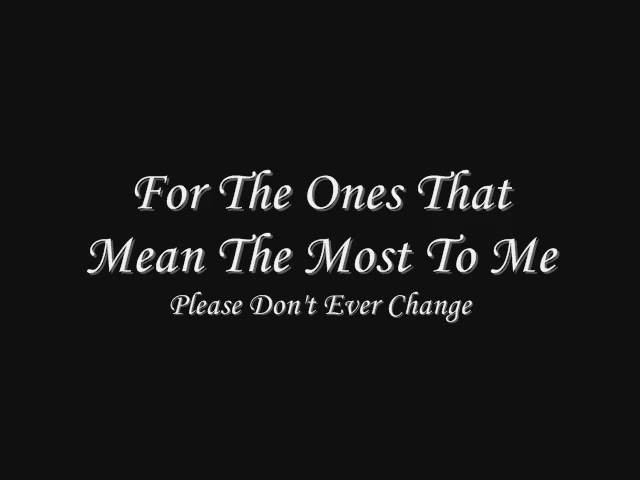 For The Ones That
Mean The Most To Me
Please Don't Ever Change